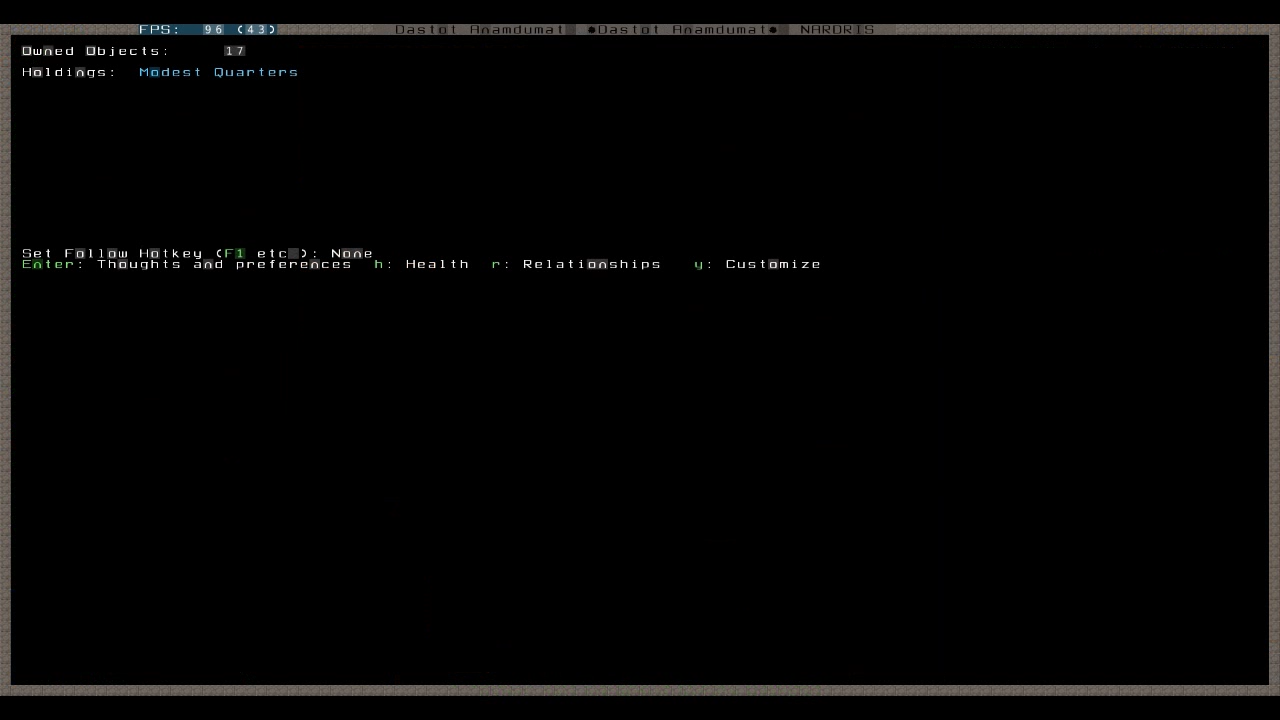 FPS: 96 (43) Dastot Anamdumat ●Dastot Anamdumat● NARDRIS
Owned Objects: 17
Holdings: Modest Quarters
Set Follow Hotkey (F1 etc.): None
Enter: Thoughts and preferences h: Health r: Relationships y: Customize